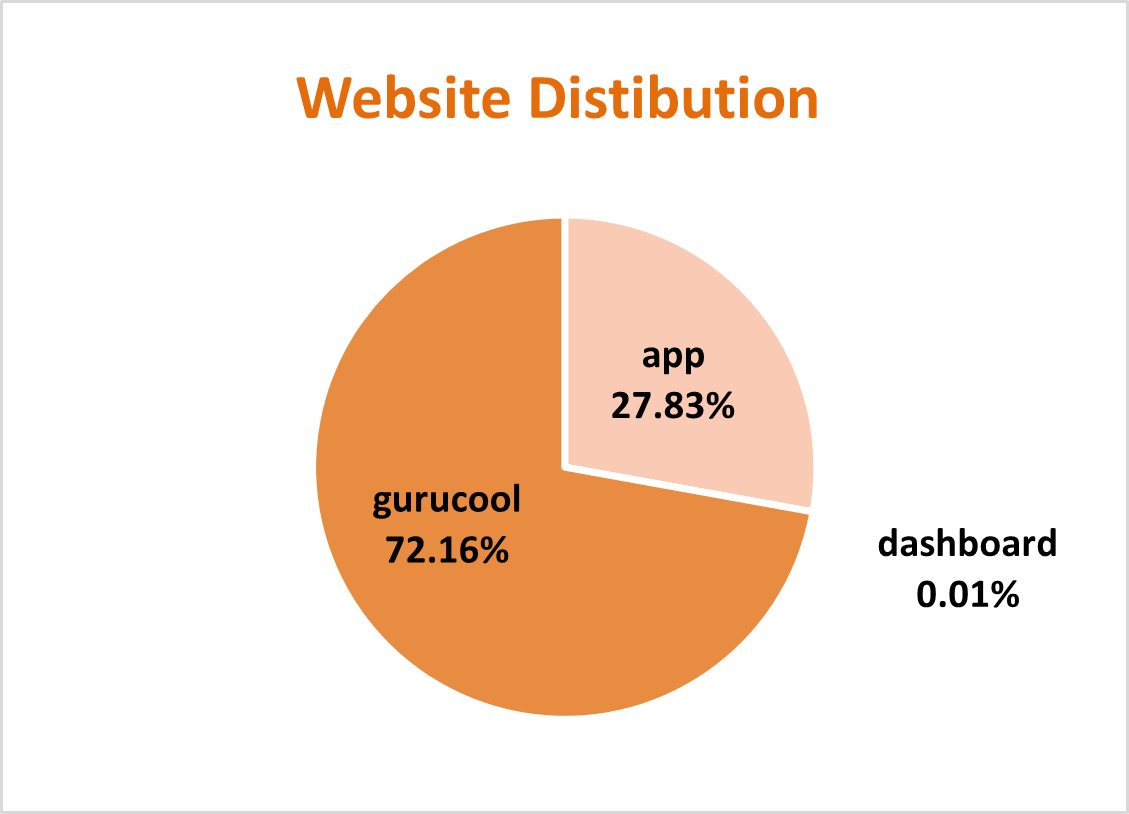 Website Distibution
app
27.83%
gurucool
72.16%
dashboard
0.01%